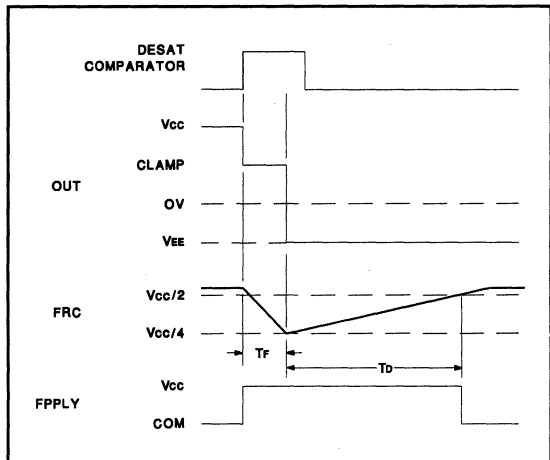 DESAT
COMPARATOR
VCC
CLAMP
OUT
OV
VEE
VCC/2
FRC
VCC/4
TF
TD
VCC
FPPLY
COM